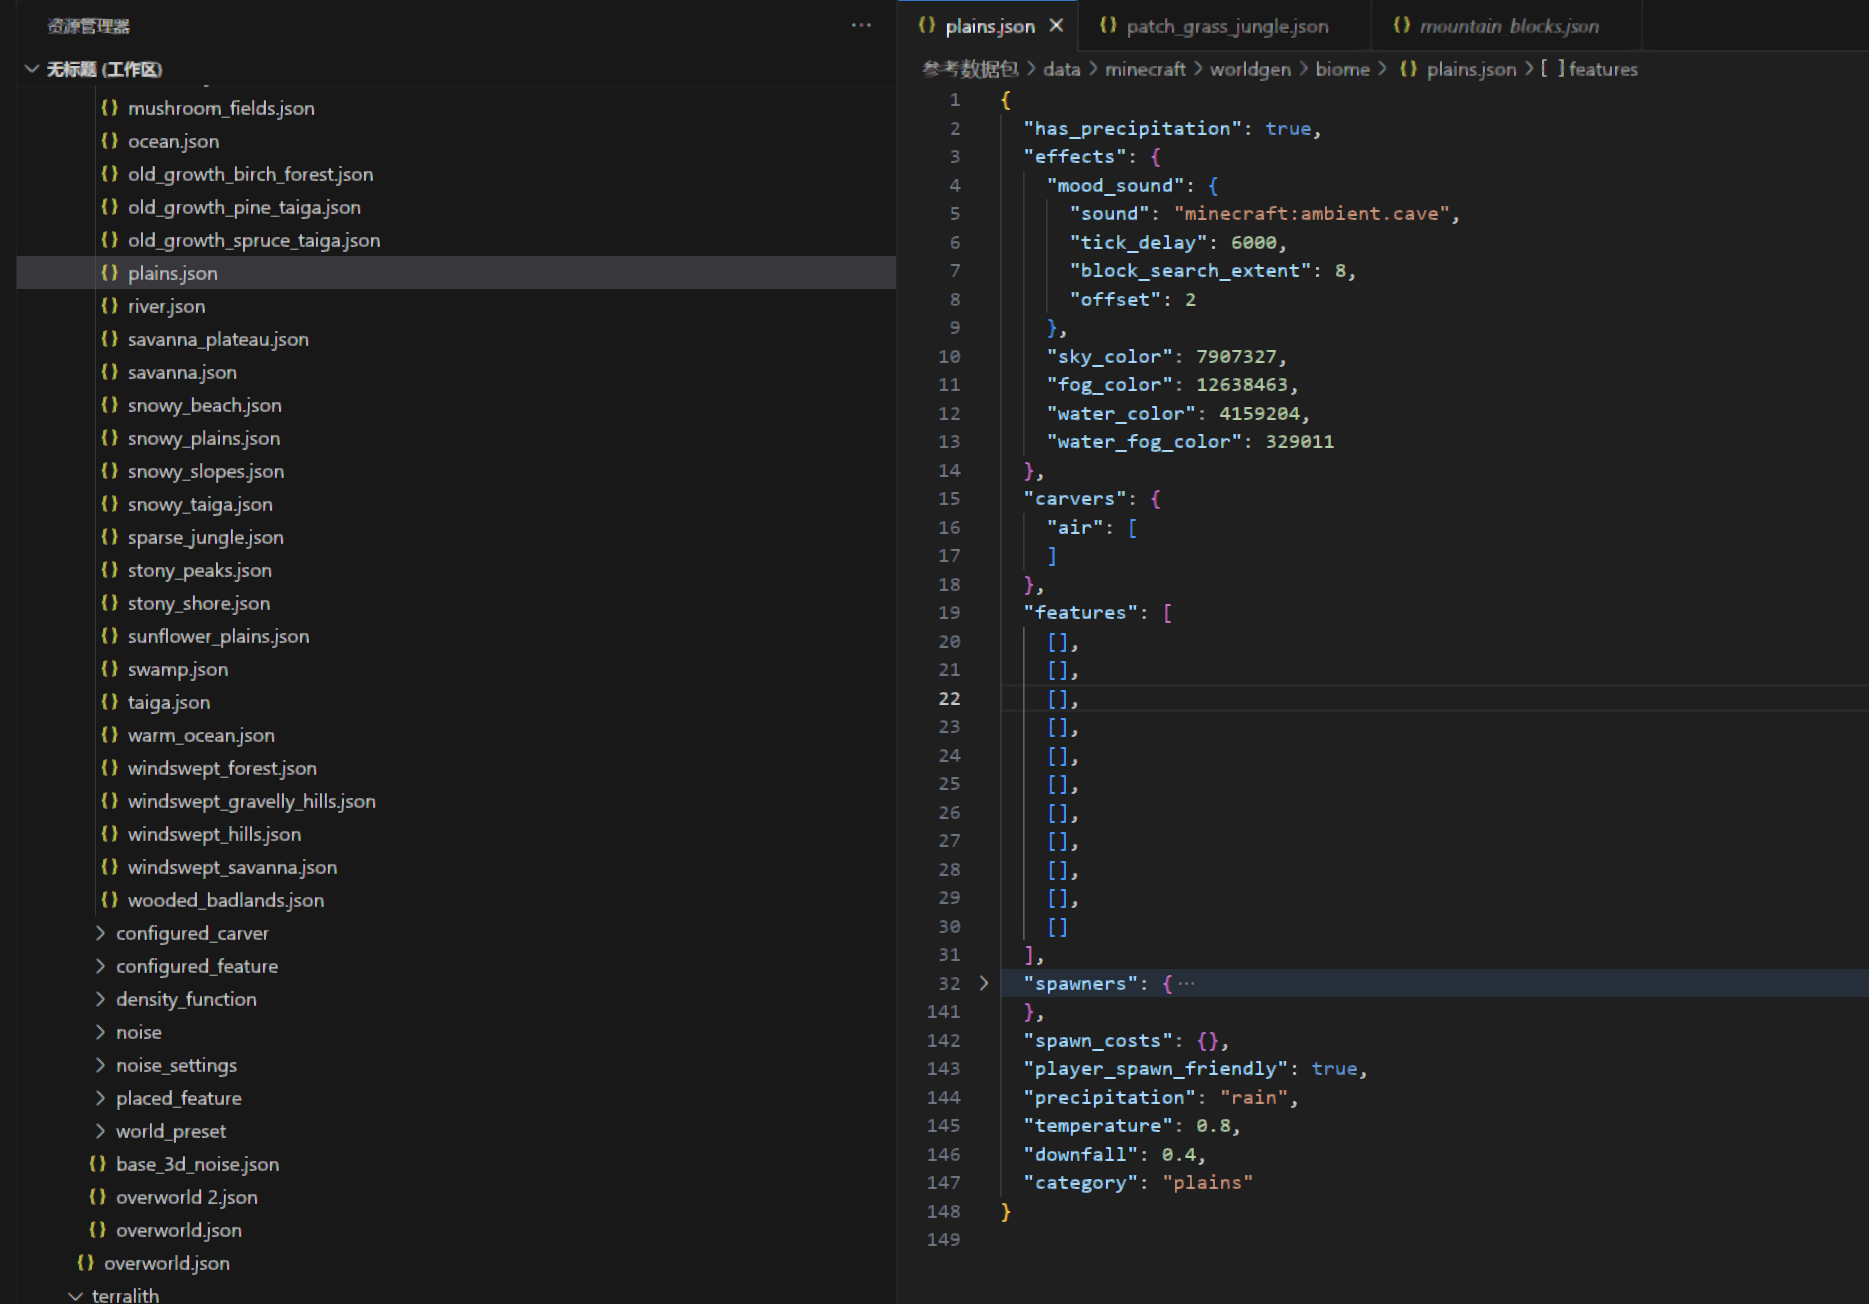 资源管理器
无标题 (工作区)
mushroom_fields.json
ocean.json
old_growth_birch_forest.json
old_growth_pine_taiga.json
old_growth_spruce_taiga.json
plains.json
river.json
savanna_plateau.json
savanna.json
snowy_beach.json
snowy_plains.json
snowy_slopes.json
snowy_taiga.json
sparse_jungle.json
stony_peaks.json
stony_shore.json
sunflower_plains.json
swamp.json
taiga.json
warm_ocean.json
windswept_forest.json
windswept_gravelly_hills.json
windswept_hills.json
windswept_savanna.json
wooded_badlands.json
configured_carver
configured_feature
density_function
noise
noise_settings
placed_feature
world_preset
base_3d_noise.json
overworld 2.json
overworld.json
overworld.json
terralith
plains.json patch_grass_jungle.json mountain_blocks.json
参考数据包 > data > minecraft > worldgen > biome > {} plains.json > [ ] features
1 {
2 "has_precipitation": true,
3 "effects": {
4 "mood_sound": {
5 "sound": "minecraft:ambient.cave",
6 "tick_delay": 6000,
7 "block_search_extent": 8,
8 "offset": 2
9 },
10 "sky_color": 7907327,
11 "fog_color": 12638463,
12 "water_color": 4159204,
13 "water_fog_color": 329011
14 },
15 "carvers": {
16 "air": [
17 ]
18 },
19 "features": [
20 [],
21 [],
22 [],
23 [],
24 [],
25 [],
26 [],
27 [],
28 [],
29 [],
30 []
31 ],
32 "spawners": { ···
141 },
142 "spawn_costs": {},
143 "player_spawn_friendly": true,
144 "precipitation": "rain",
145 "temperature": 0.8,
146 "downfall": 0.4,
147 "category": "plains"
148 }
149